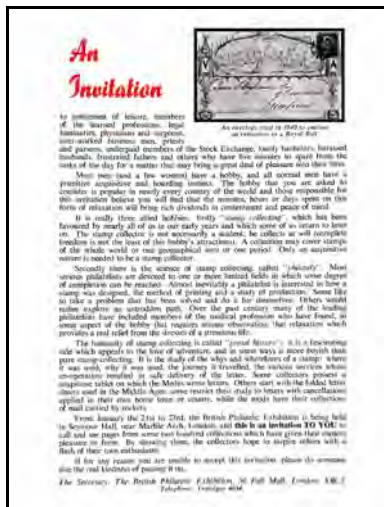 An
Invitation
An envelope used in 1840 to enclose
an invitation to a Royal Ball
to gentlemen of leisure, members
of the learned professions, legal
luminaries, physicians and surgeons,
over-worked business men, priests
and parsons, underpaid members of the Stock Exchange, lonely bachelors, harassed
husbands, frustrated fathers and others who have five minutes to spare from the
tasks of the day for a matter that may bring a great deal of pleasure into their lives.
Most men (and a few women) have a hobby, and all normal men have a
primitive acquisitive and hoarding instinct. The hobby that you are asked to
consider is popular in nearly every country of the world and those responsible for
this invitation believe you will find that the minutes, hours or days spent on this
form of relaxation will bring rich dividends in contentment and peace of mind.
It is really three allied hobbies: firstly "stamp collecting", which has been
favoured by nearly all of us in our early years and which some of us return to later
on. The stamp collector is not necessarily a student, he collects at will (complete
freedom is not the least of this hobby's attractions). A collection may cover stamps
of the whole world or one geographical area or one period. Only an acquisitive
nature is needed to be a stamp collector.
Secondly there is the science of stamp collecting, called "philately". Most
serious philatelists are devoted to one or more limited fields in which some degree
of completion can be reached. Almost inevitably a philatelist is interested in how a
stamp was designed, the method of printing and a study of production. Some like
to take a problem that has been solved and do it for themselves. Others would
rather explore an untrodden path. Over the past century many of the leading
philatelists have included members of the medical profession who have found, in
some aspect of the hobby that requires serious observation, that relaxation which
provides a real relief from the stresses of a strenuous life.
The humanity of stamp collecting is called "postal history"; it is a fascinating
side which appeals to the love of adventure, and in some ways is more boyish than
pure stamp-collecting. It is the study of the whys and wherefores of a stamp: where
it was used, why it was used, the journey it travelled, the various services whose
co-operation resulted in safe delivery of the letter. Some collectors possess a
cuneiform tablet on which the Medes wrote letters. Others start with the folded letter
sheets used in the Middle Ages; some restrict their study to letters with cancellations
applied in their own home town or county, while the mods have their collections
of mail carried by rockets.
From January the 21st to 23rd, the British Philatelic Exhibition is being held
in Seymour Hall, near Marble Arch, London, and this is an invitation TO YOU to
call and see pages from some two hundred collections which have given their owners
pleasure to form. By showing them, the collectors hope to inspire others with a
flash of their own enthusiasm.
If for any reason you are unable to accept this invitation, please do someone
else the real kindness of passing it on.
The Secretary, The British Philatelic Exhibition, Pall Mall, London, S.W.1
Telephone: